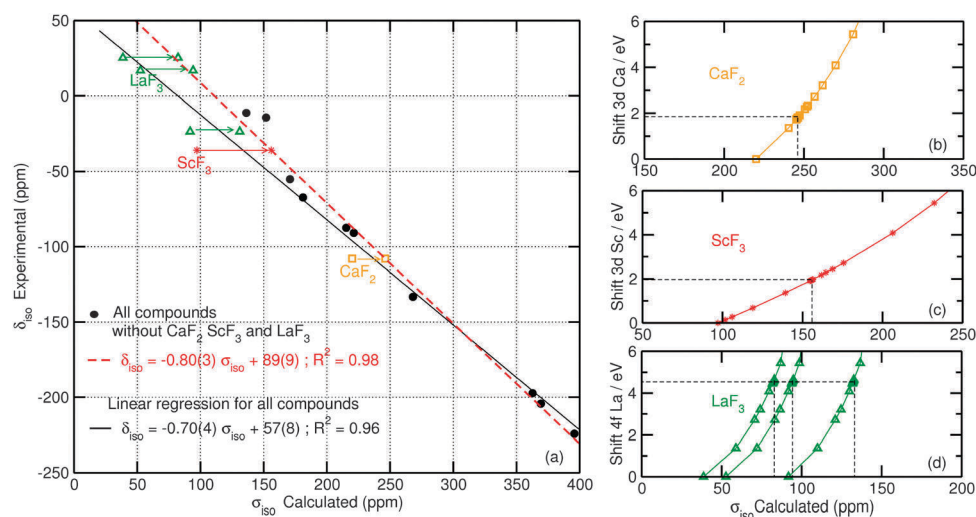 50
0
-50
-100
-150
-200
-250
δiso Experimental (ppm)
LaF3
ScF3
CaF2
All compounds
without CaF2 ScF3 and LaF3
δiso = -0.80(3) σiso + 89(9) ; R² = 0.98
Linear regression for all compounds
δiso = -0.70(4) σiso + 57(8) ; R² = 0.96
(a)
0 50 100 150 200 250 300 350 400
σiso Calculated (ppm)
Shift 3d Ca / eV
6
4
2
0
CaF2
(b)
150 200 250 300 350
Shift 3d Sc / eV
6
4
2
0
ScF3
(c)
50 100 150 200 250
Shift 4f La / eV
6
4
2
0
LaF3
(d)
0 50 100 150 200
σiso Calculated (ppm)